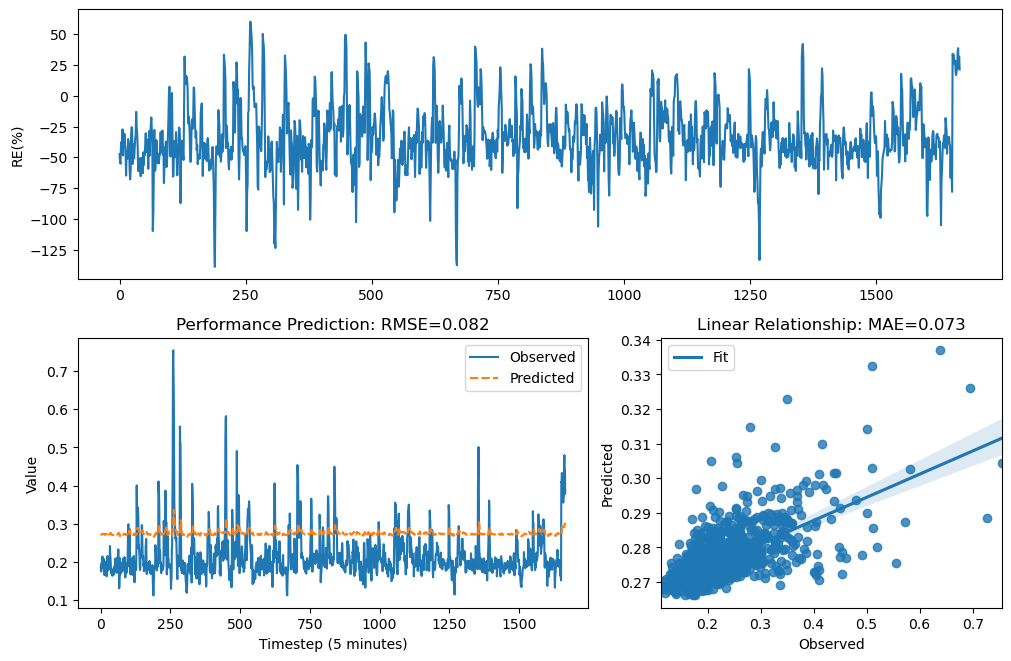 50
25
0
−25
−50
−75
−100
−125
RE(%)
0 250 500 750 1000 1250 1500
Performance Prediction: RMSE=0.082
Observed
Predicted
0.7
0.6
0.5
0.4
0.3
0.2
0.1
Value
0 250 500 750 1000 1250 1500
Timestep (5 minutes)
Linear Relationship: MAE=0.073
Fit
0.34
0.33
0.32
0.31
0.30
0.29
0.28
0.27
Predicted
0.2 0.3 0.4 0.5 0.6 0.7
Observed